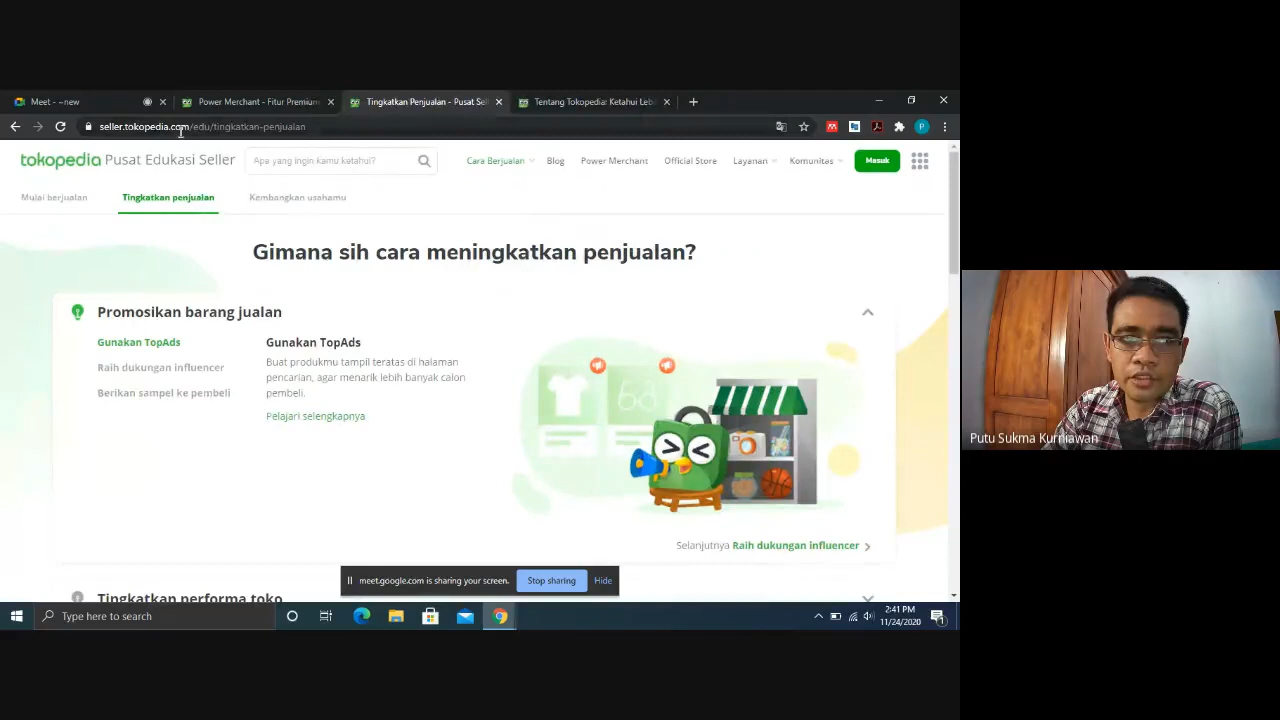 Meet - ~new
Power Merchant - Fitur Premium
Tingkatkan Penjualan - Pusat Sel
Tentang Tokopedia: Ketahui Leb
seller.tokopedia.com/edu/tingkatkan-penjualan
tokopedia Pusat Edukasi Seller
Apa yang ingin kamu ketahui?
Cara Berjualan
Blog
Power Merchant
Official Store
Layanan
Komunitas
Masuk
Mulai berjualan
Tingkatkan penjualan
Kembangkan usahamu
Gimana sih cara meningkatkan penjualan?
Promosikan barang jualan
Gunakan TopAds
Raih dukungan influencer
Berikan sampel ke pembeli
Gunakan TopAds
Buat produkmu tampil teratas di halaman
pencarian, agar menarik lebih banyak calon
pembeli.
Pelajari selengkapnya
Selanjutnya Raih dukungan influencer
Tingkatkan performa toko
meet.google.com is sharing your screen.
Stop sharing
Hide
Type here to search
2:41 PM
11/24/2020
1
P
Putu Sukma Kurniawan